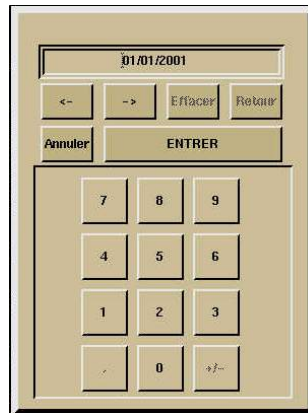 01/01/2001
<- -> Effacer Retour
Annuler ENTRER
7 8 9
4 5 6
1 2 3
. 0 +/-